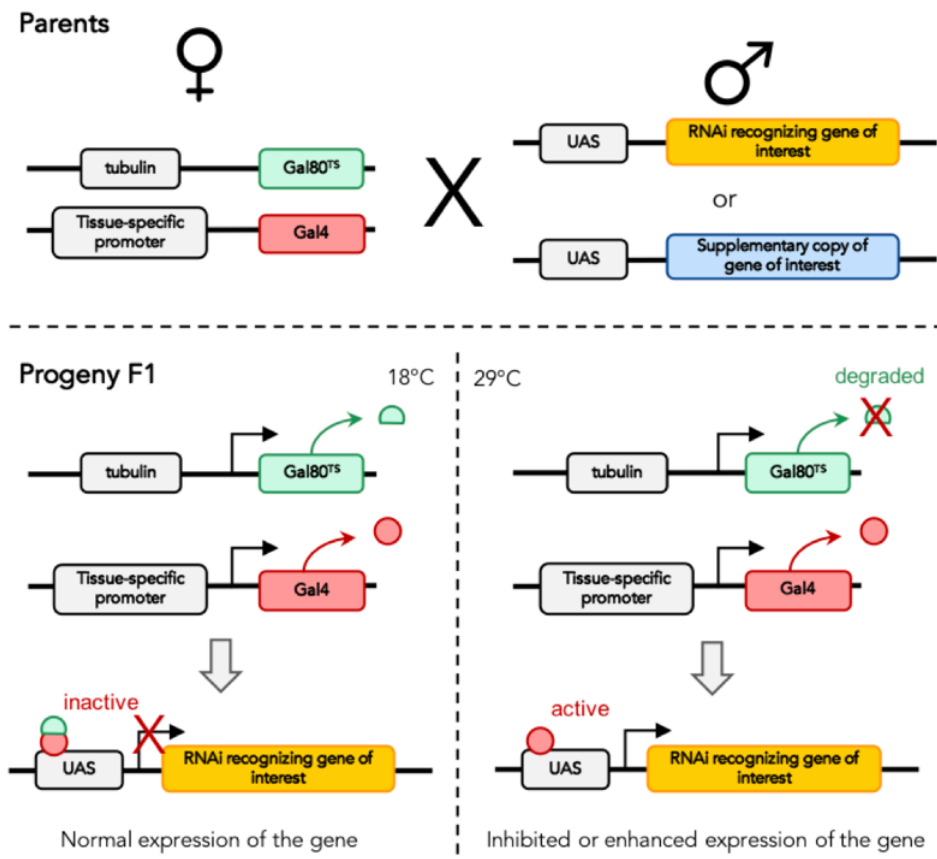 Parents
tubulin
Gal80TS
Tissue-specific
promoter
Gal4
X
UAS
RNAi recognizing gene of
interest
or
UAS
Supplementary copy of
gene of interest
Progeny F1
18°C
tubulin
Gal80TS
Tissue-specific
promoter
Gal4
inactive
UAS
RNAi recognizing gene of
interest
Normal expression of the gene
29°C
degraded
tubulin
Gal80TS
Tissue-specific
promoter
Gal4
active
UAS
RNAi recognizing gene of
interest
Inhibited or enhanced expression of the gene